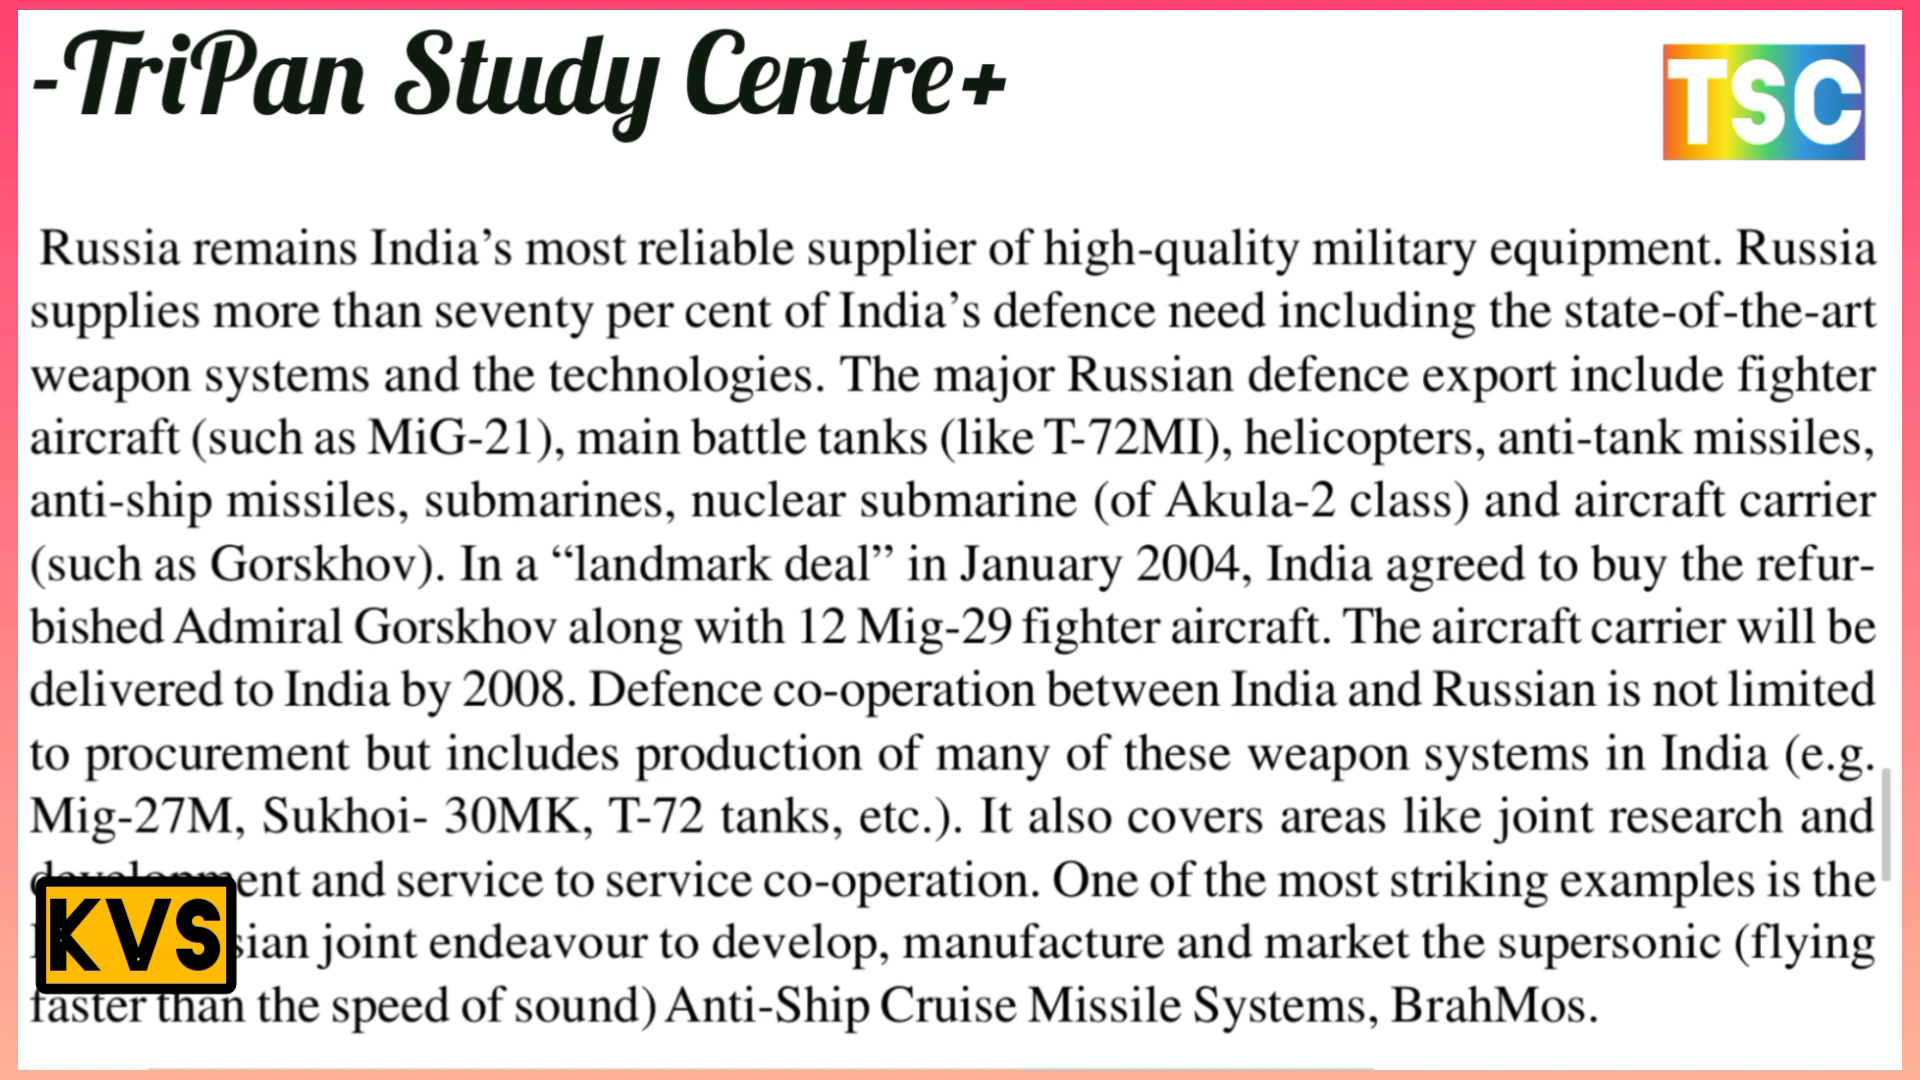 -TriPan Study Centre+
TSC
Russia remains India’s most reliable supplier of high-quality military equipment. Russia
supplies more than seventy per cent of India’s defence need including the state-of-the-art
weapon systems and the technologies. The major Russian defence export include fighter
aircraft (such as MiG-21), main battle tanks (like T-72MI), helicopters, anti-tank missiles,
anti-ship missiles, submarines, nuclear submarine (of Akula-2 class) and aircraft carrier
(such as Gorskhov). In a “landmark deal” in January 2004, India agreed to buy the refur-
bished Admiral Gorskhov along with 12 Mig-29 fighter aircraft. The aircraft carrier will be
delivered to India by 2008. Defence co-operation between India and Russian is not limited
to procurement but includes production of many of these weapon systems in India (e.g.
Mig-27M, Sukhoi- 30MK, T-72 tanks, etc.). It also covers areas like joint research and
development and service to service co-operation. One of the most striking examples is the
joint endeavour to develop, manufacture and market the supersonic (flying
faster than the speed of sound) Anti-Ship Cruise Missile Systems, BrahMos.
KVS